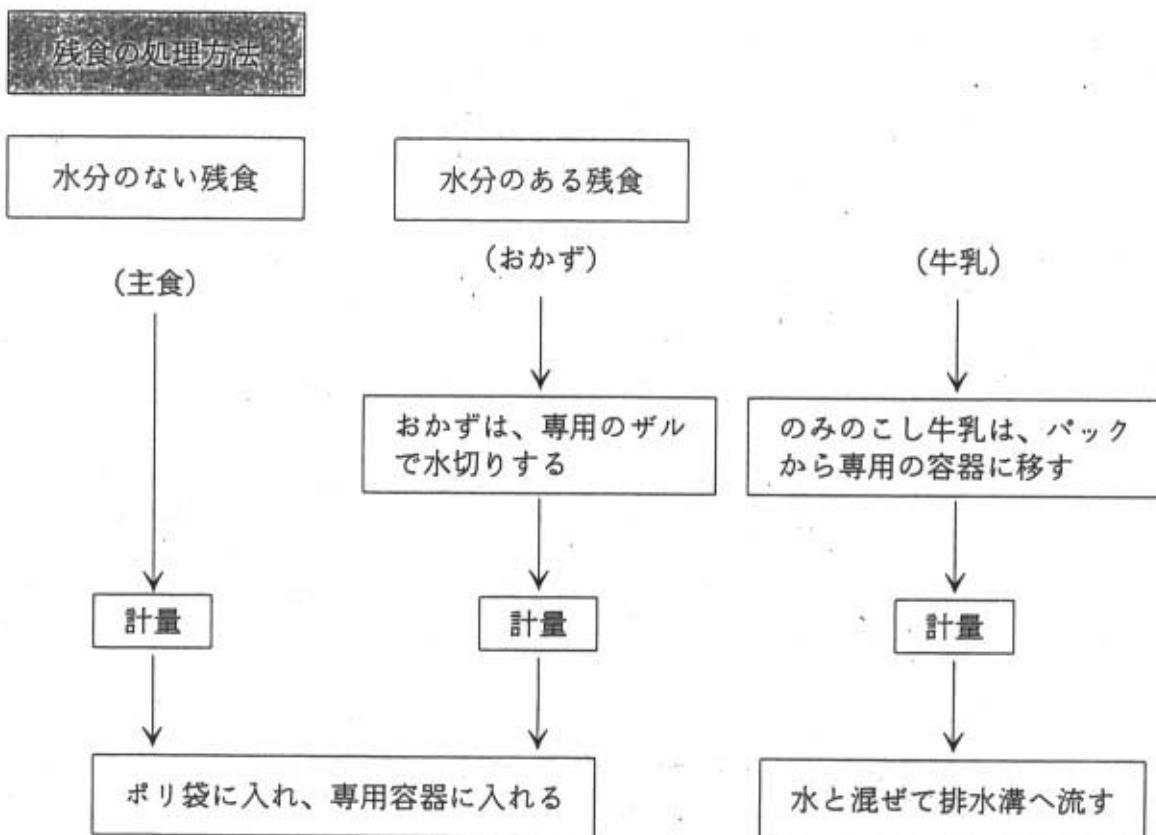 残食の処理方法
水分のない残食
水分のある残食
（主食）
（おかず）
（牛乳）
おかずは、専用のザル
で水切りする
のみのこし牛乳は、パック
から専用の容器に移す
計量
計量
計量
ポリ袋に入れ、専用容器に入れる
水と混ぜて排水溝へ流す